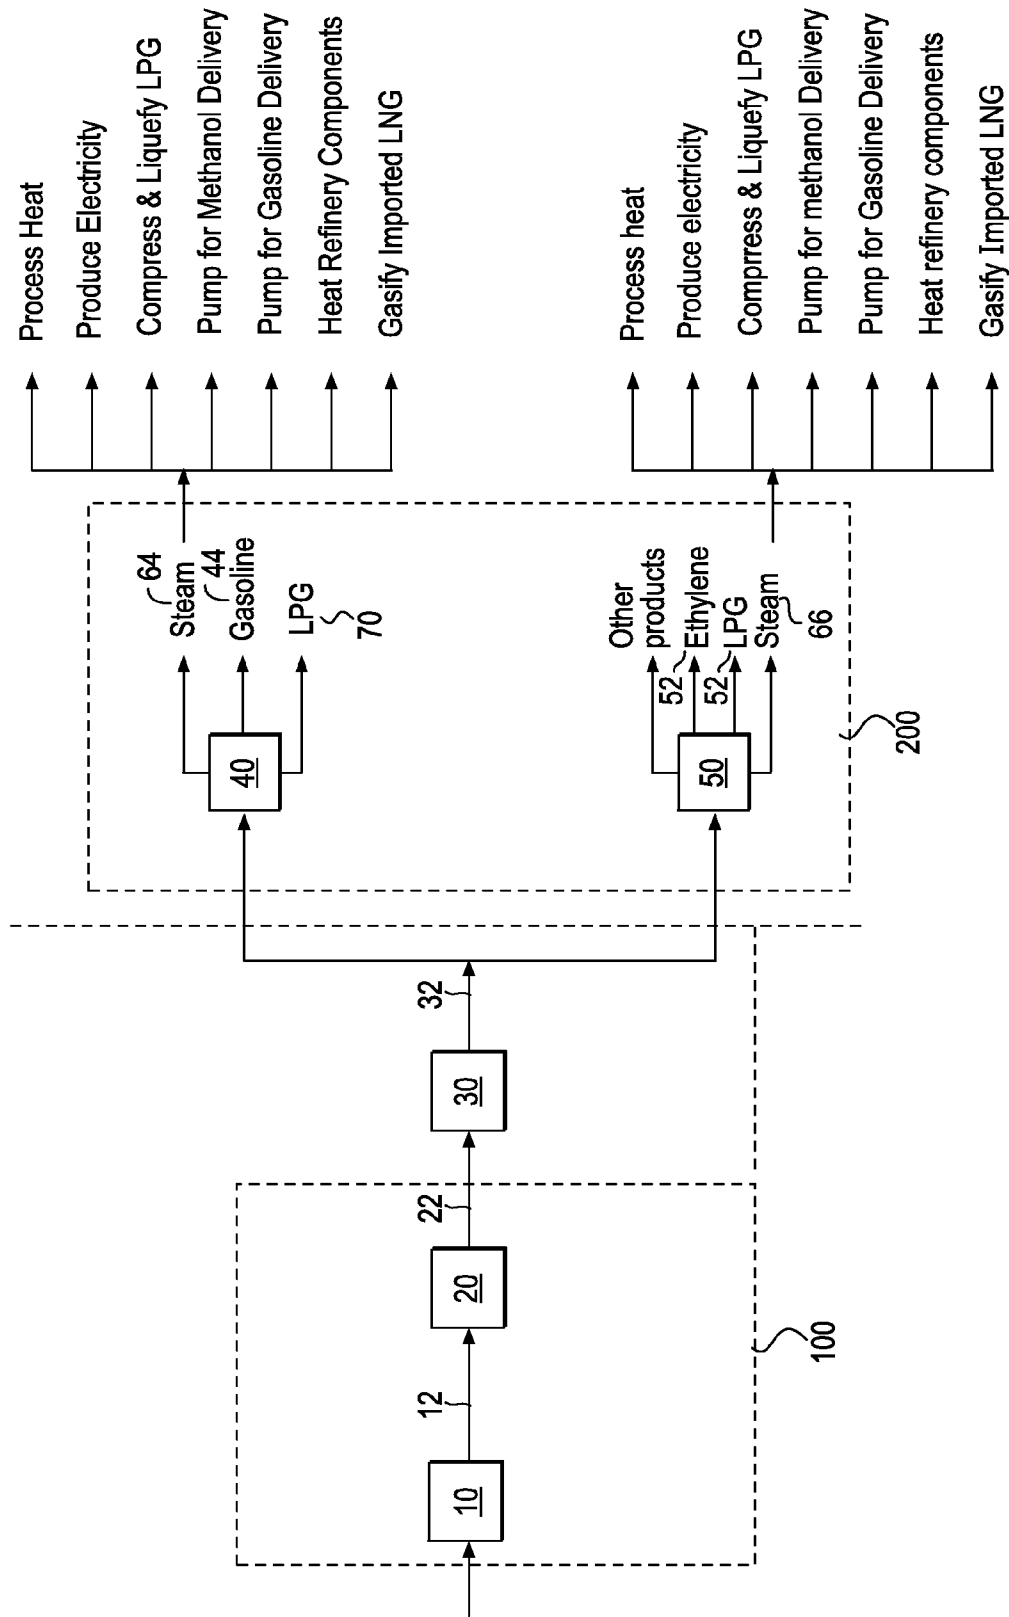 Process Heat
Produce Electricity
Compress & Liquefy LPG
Pump for Methanol Delivery
Pump for Gasoline Delivery
Heat Refinery Components
Gasify Imported LNG
64
Steam
44
Gasoline
LPG
70
40
10
12
20
22
30
32
100
50
Other
products
52
Ethylene
52
LPG
Steam
66
200
Process heat
Produce electricity
Comprress & Liquefy LPG
Pump for methanol Delivery
Pump for Gasoline Delivery
Heat refinery components
Gasify Imported LNG